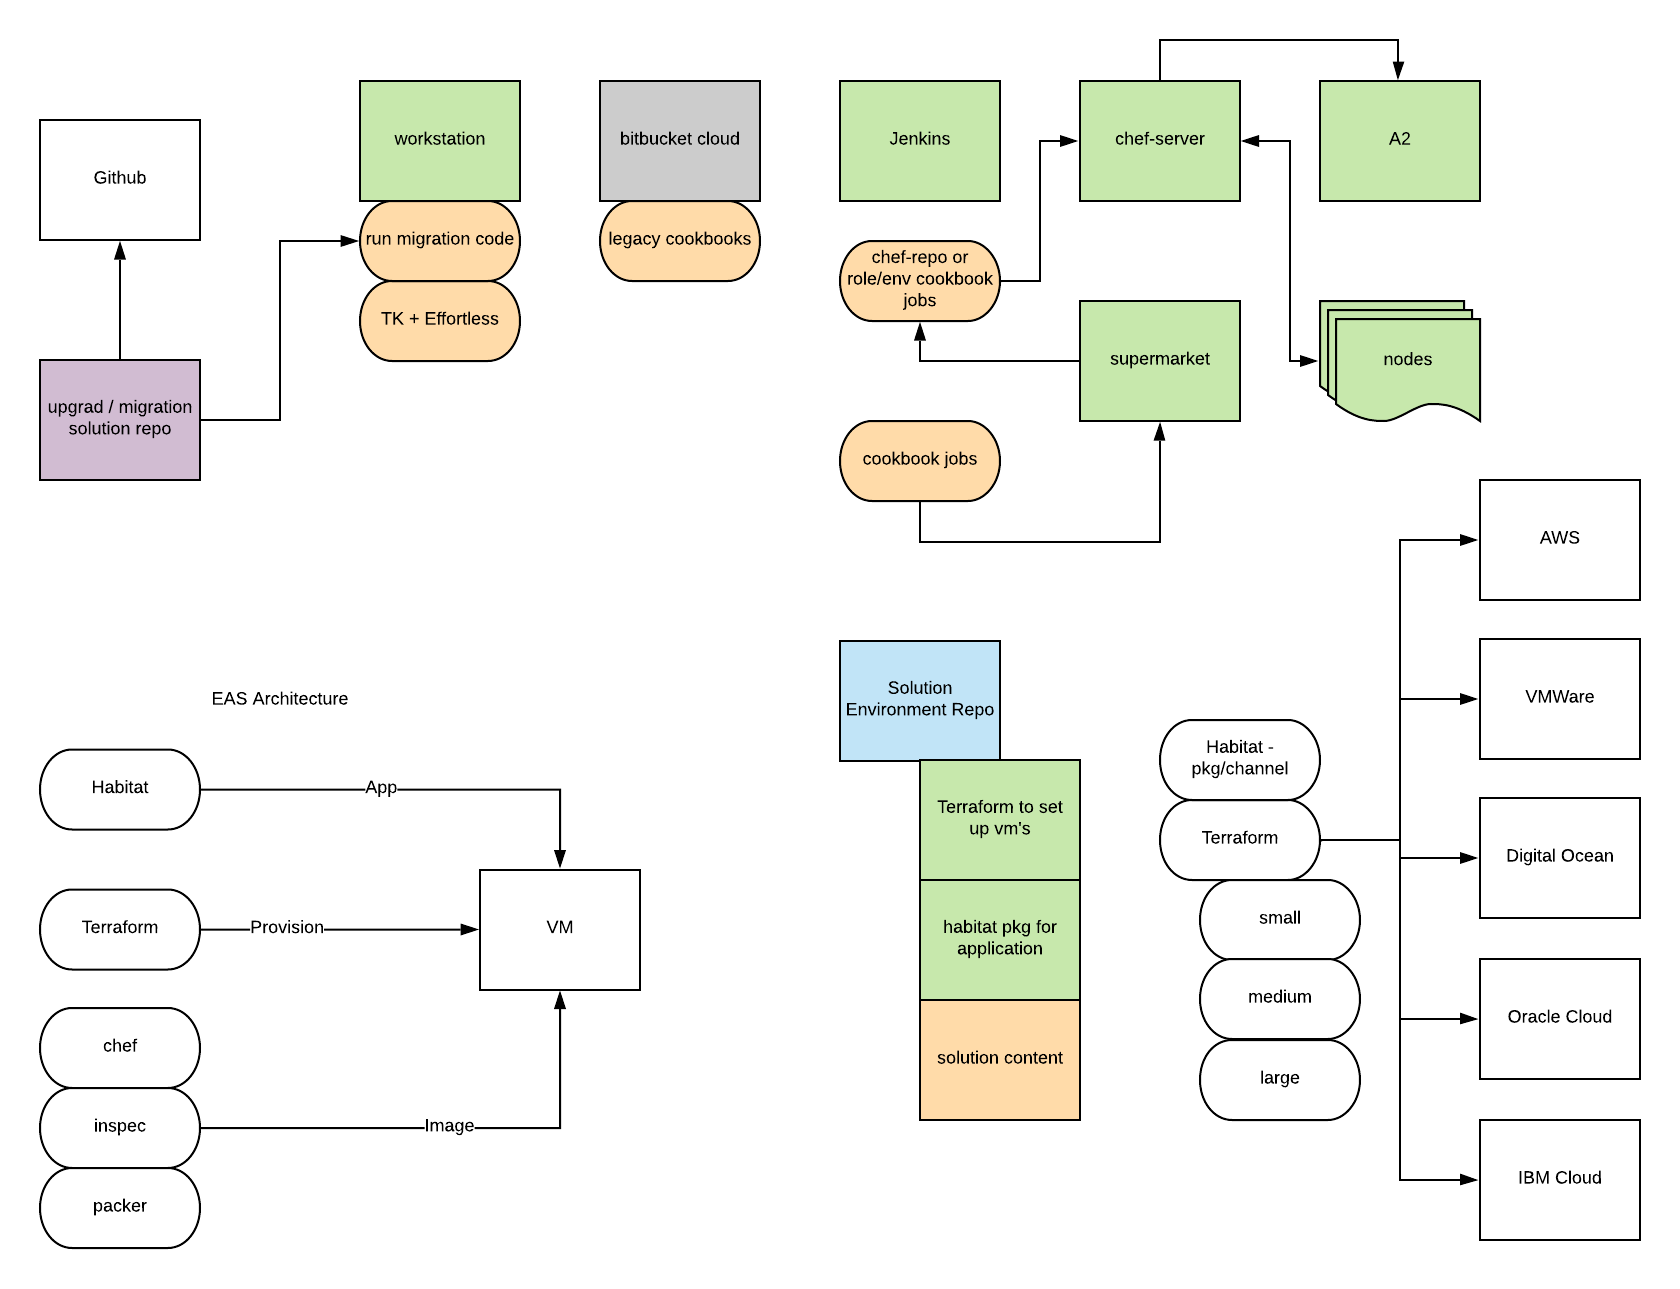 Github
upgrad / migration
solution repo
workstation
run migration code
TK + Effortless
bitbucket cloud
legacy cookbooks
Jenkins
chef-repo or
role/env cookbook
jobs
cookbook jobs
chef-server
supermarket
A2
nodes
EAS Architecture
Habitat
App
Terraform
Provision
VM
chef
inspec
Image
packer
Solution
Environment Repo
Terraform to set
up vm's
habitat pkg for
application
solution content
Habitat -
pkg/channel
Terraform
small
medium
large
AWS
VMWare
Digital Ocean
Oracle Cloud
IBM Cloud